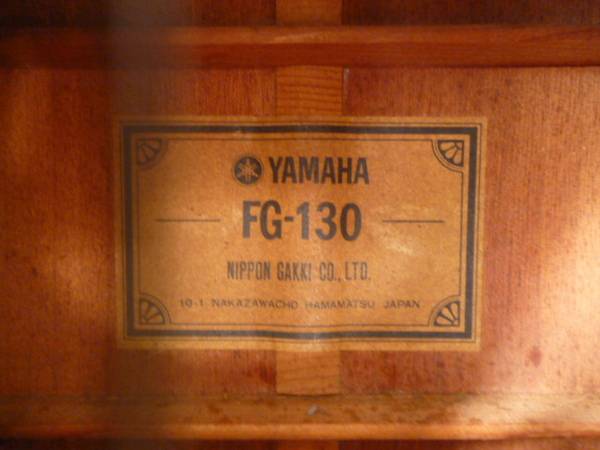 YAMAHA
FG-130
NIPPON GAKKI CO., LTD.
10-1 NAKAZAWACHO HAMAMATSU JAPAN